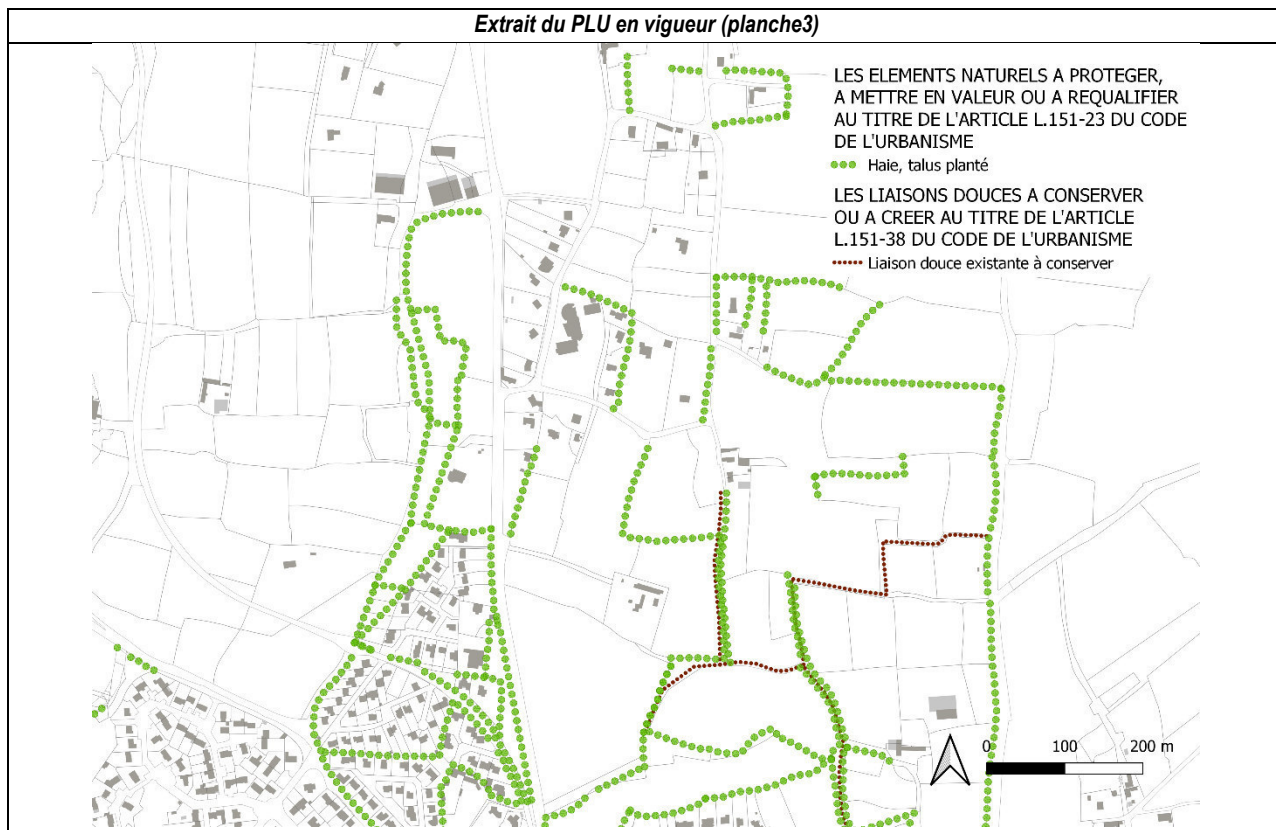 Extrait du PLU en vigueur (planche3)
LES ELEMENTS NATURELS A PROTEGER,
A METTRE EN VALEUR OU A REQUALIFIER
AU TITRE DE L'ARTICLE L.151-23 DU CODE
DE L'URBANISME
Haie, talus planté
LES LIAISONS DOUCES A CONSERVER
OU A CREER AU TITRE DE L'ARTICLE
L.151-38 DU CODE DE L'URBANISME
Liaison douce existante à conserver
0 100 200 m